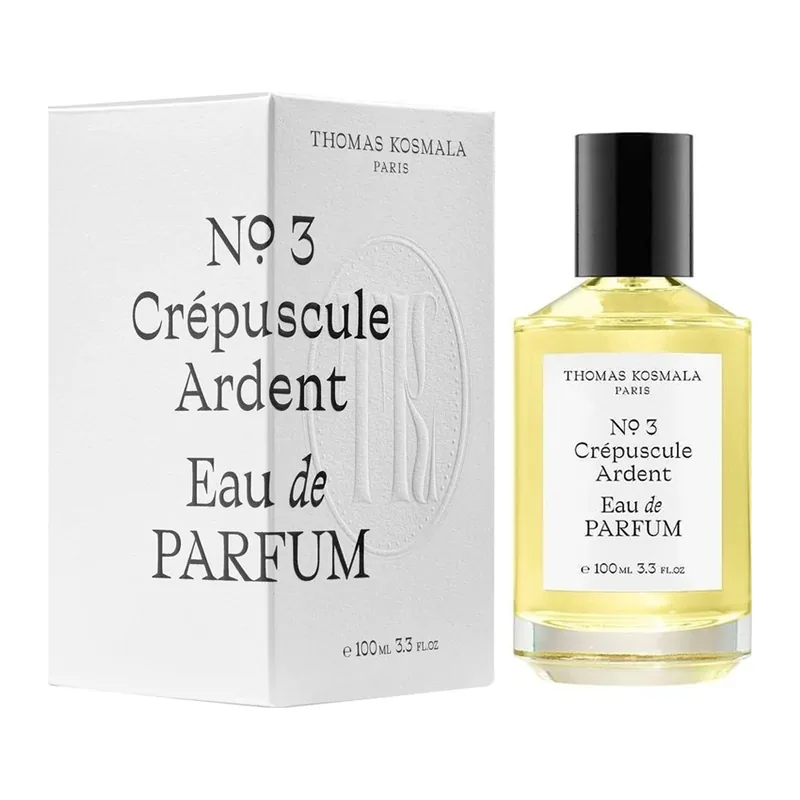 THOMAS KOSMALA
PARIS
Nº 3
Crépuscule
Ardent
Eau de
PARFUM
e 100ML 3.3 FL.OZ
THOMAS KOSMALA
PARIS
Nº 3
Crépuscule
Ardent
Eau de
PARFUM
e 100ML 3.3 FL.OZ